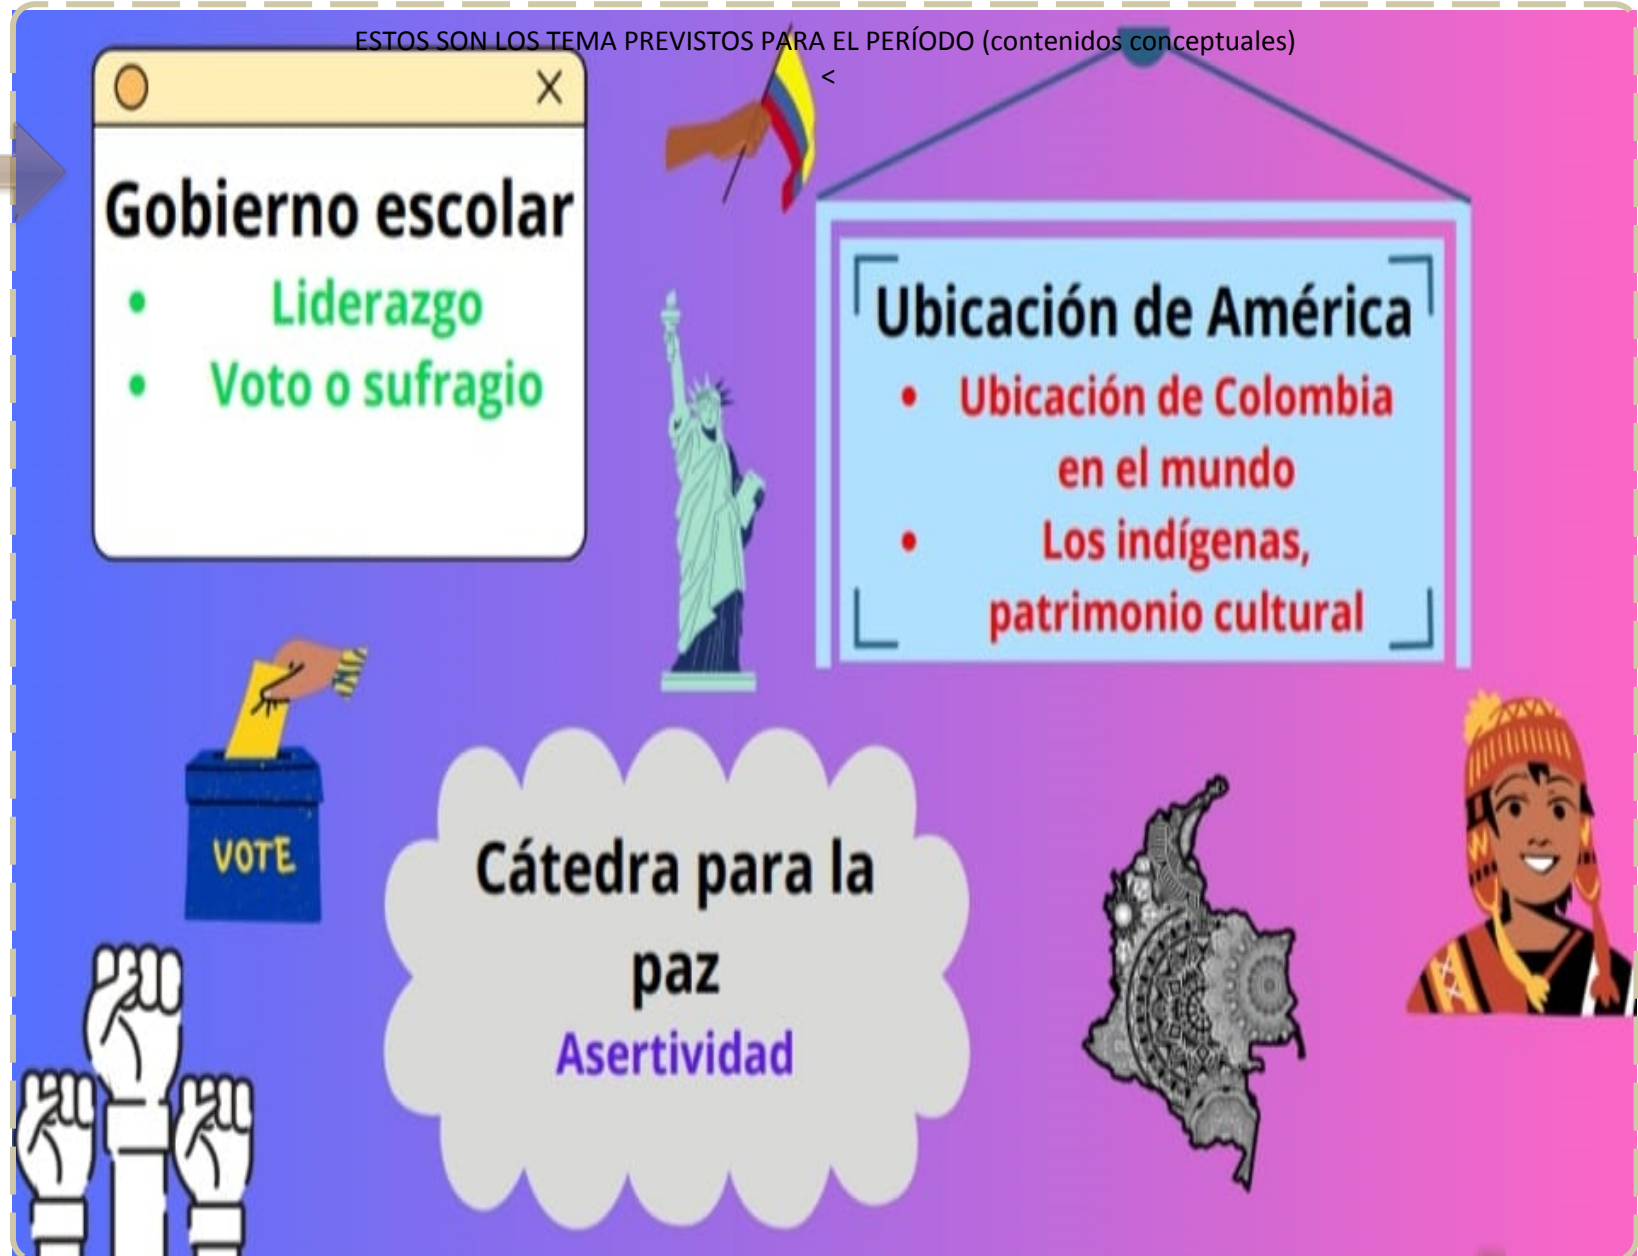 ESTOS SON LOS TEMA PREVISTOS PARA EL PERÍODO (contenidos conceptuales)
<
X
Gobierno escolar
• Liderazgo
• Voto o sufragio
Ubicación de América
• Ubicación de Colombia
en el mundo
• Los indígenas,
patrimonio cultural
VOTE
Cátedra para la
paz
Asertividad